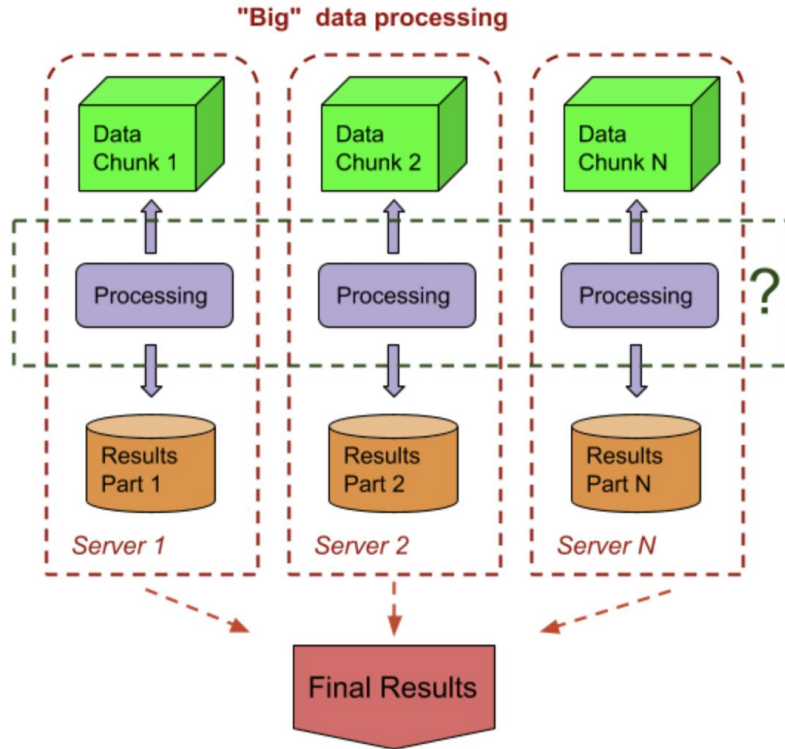 "Big" data processing
Data
Chunk 1
Data
Chunk 2
Data
Chunk N
Processing
Processing
Processing
?
Results
Part 1
Results
Part 2
Results
Part N
Server 1
Server 2
Server N
Final Results